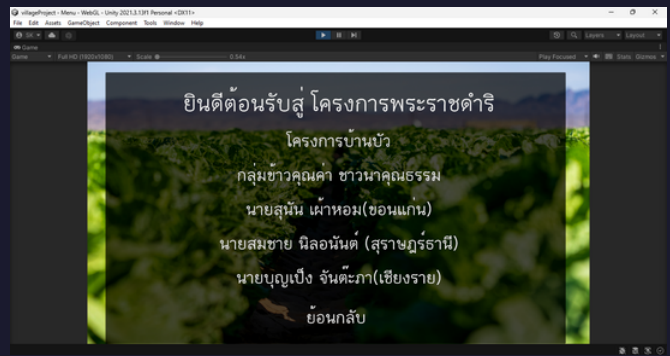 villageProject - Menu - WebGL - Unity 2021.3.13f1 Personal <DX11>
File Edit Assets GameObject Component Tools Window Help
SK Layers Layout
Game
Game Full HD (1920x1080) Scale 0.54x Play Focused Stats Gizmos
ยินดีต้อนรับสู่ โครงการพระราชดำริ
โครงการบ้านบัว
กลุ่มข้าวคุณค่า ชาวนาคุณธรรม
นายสุนัน เผ้าหอม(ขอนแก่น)
นายสมชาย นิลอนันต์ (สุราษฎร์ธานี)
นายบุญเป็ง จันต๊ะภา(เชียงราย)
ย้อนกลับ